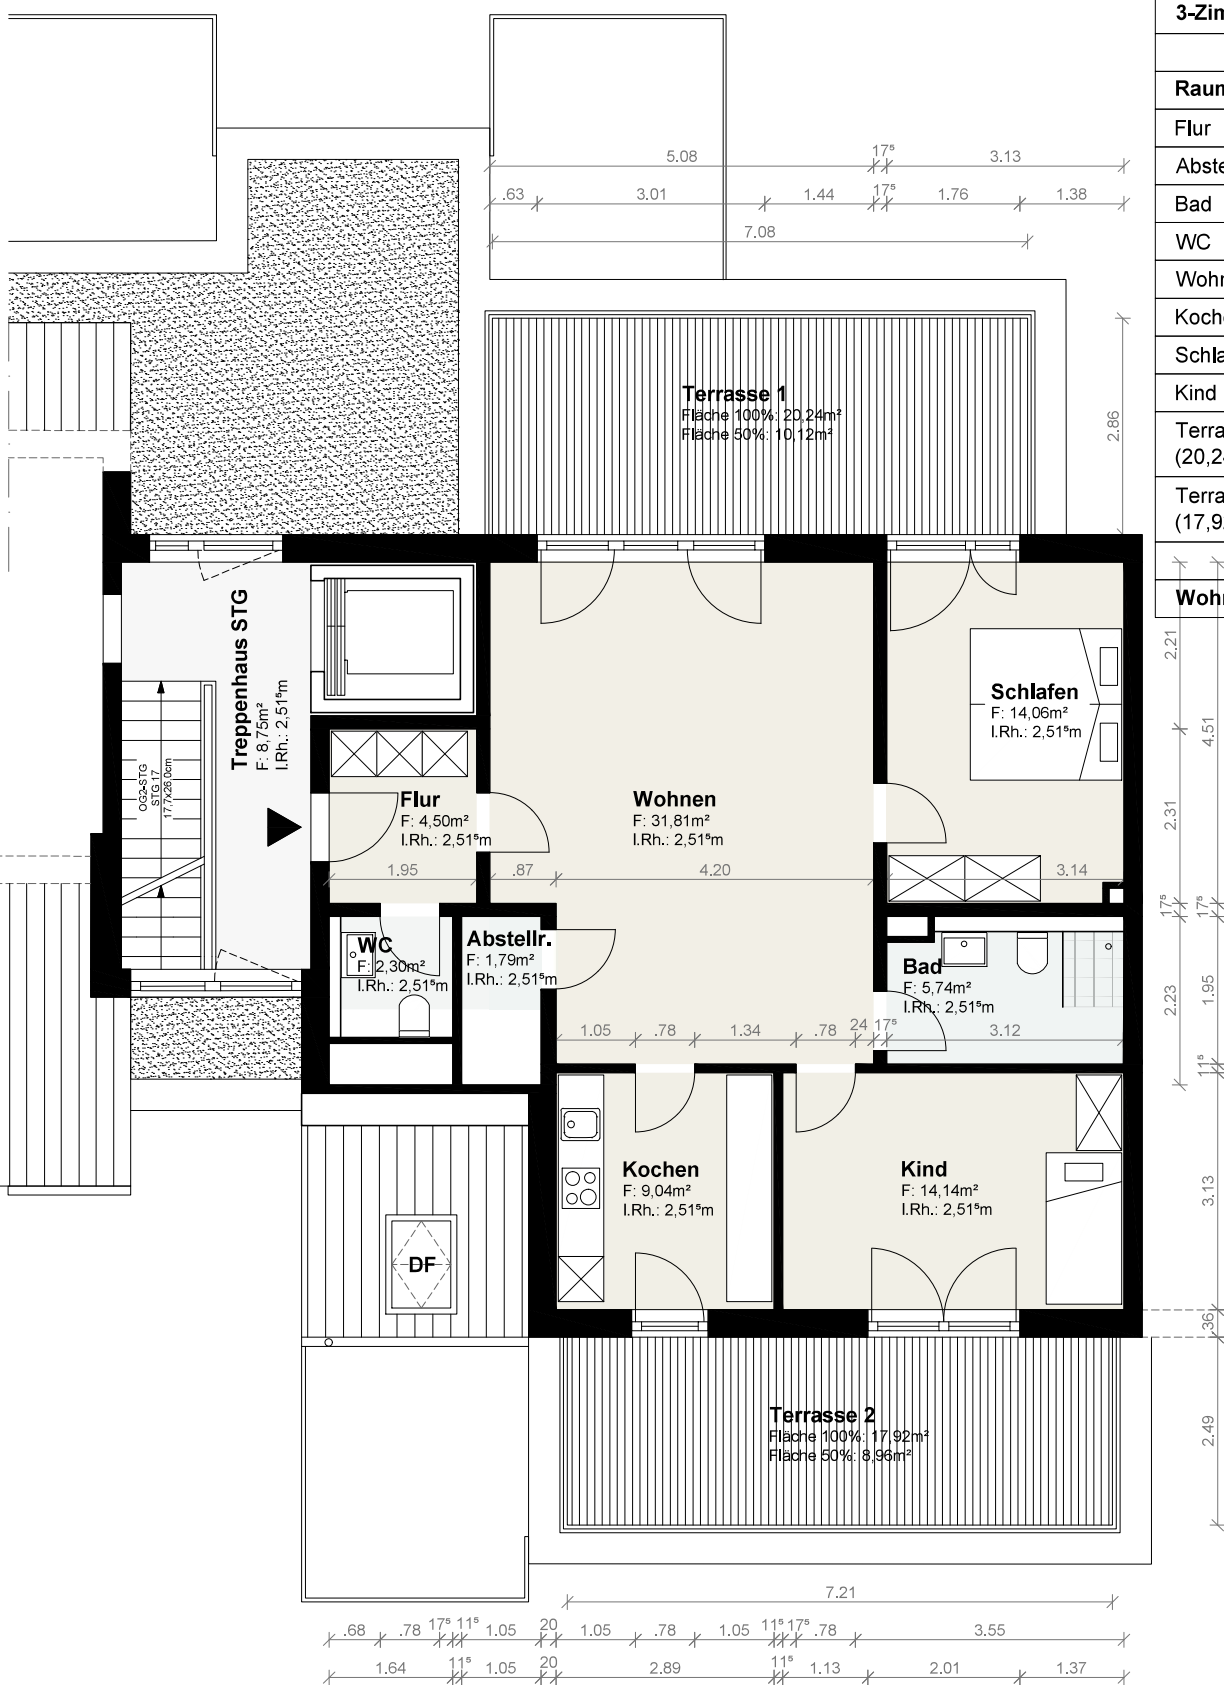 3-Zim
Raum
Flur
Abste
Bad
WC
Wohn
Koche
Schla
Kind
Terra
(20,24
Terra
(17,92
Wohn
5.08
17⁵
3.13
.63
3.01
1.44
17⁵
1.76
1.38
7.08
2.86
Terrasse 1
Fläche 100%: 20,24m²
Fläche 50%: 10,12m²
Treppenhaus STG
F: 8,75m²
l.Rh.: 2,51⁵m
OG2-STG
STG 17
17,7x26,0cm
Schlafen
F: 14,06m²
l.Rh.: 2,51⁵m
Flur
F: 4,50m²
l.Rh.: 2,51⁵m
Wohnen
F: 31,81m²
l.Rh.: 2,51⁵m
1.95
.87
4.20
3.14
2.21
4.51
2.31
17⁵
17⁵
2.23
1.95
11⁵
3.13
.36
2.49
WC
F: 2,30m²
l.Rh.: 2,51⁵m
Abstellr.
F: 1,79m²
l.Rh.: 2,51⁵m
Bad
F: 5,74m²
l.Rh.: 2,51⁵m
1.05
.78
1.34
.78
24
17⁵
3.12
Kochen
F: 9,04m²
l.Rh.: 2,51⁵m
Kind
F: 14,14m²
l.Rh.: 2,51⁵m
DF
Terrasse 2
Fläche 100%: 17,92m²
Fläche 50%: 8,96m²
7.21
.68
.78
17⁵
11⁵
1.05
20
1.05
.78
1.05
11⁵
17⁵
.78
3.55
1.64
11⁵
1.05
20
2.89
11⁵
1.13
2.01
1.37